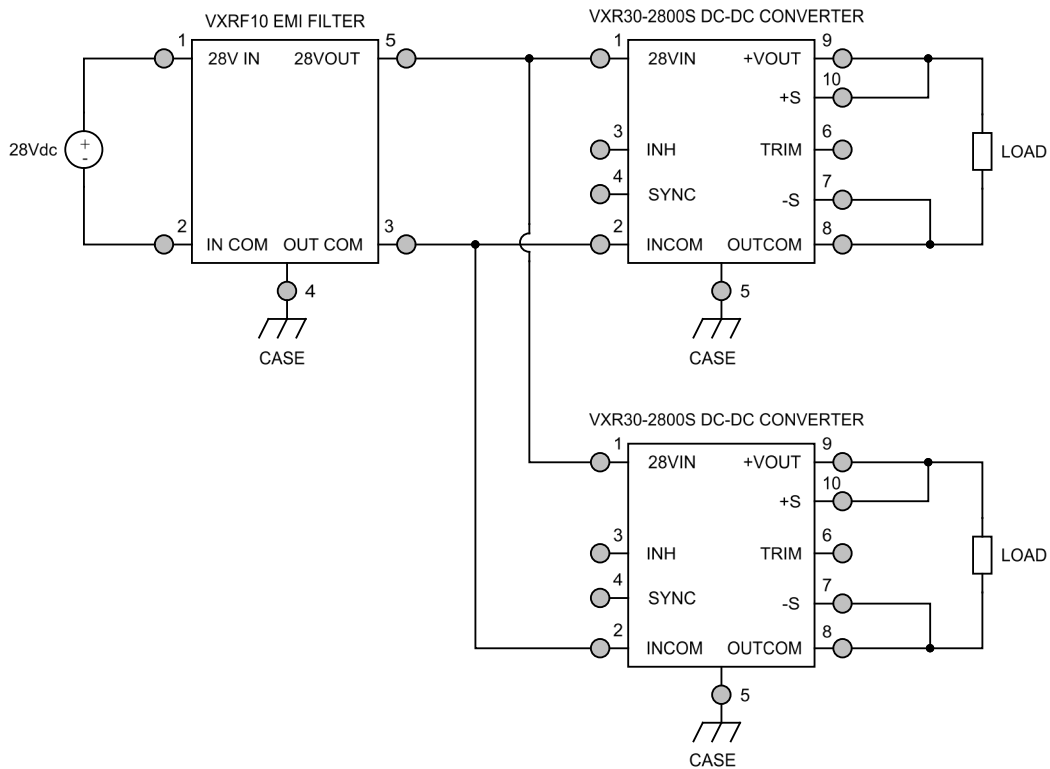 VXRF10 EMI FILTER
1
28V IN
28VOUT
5
28Vdc
+
-
2
IN COM
OUT COM
3
4
CASE
VXR30-2800S DC-DC CONVERTER
1
28VIN
+VOUT
9
+S
10
3
INH
TRIM
6
4
SYNC
-S
7
2
INCOM
OUTCOM
8
LOAD
5
CASE
VXR30-2800S DC-DC CONVERTER
1
28VIN
+VOUT
9
+S
10
3
INH
TRIM
6
4
SYNC
-S
7
2
INCOM
OUTCOM
8
LOAD
5
CASE